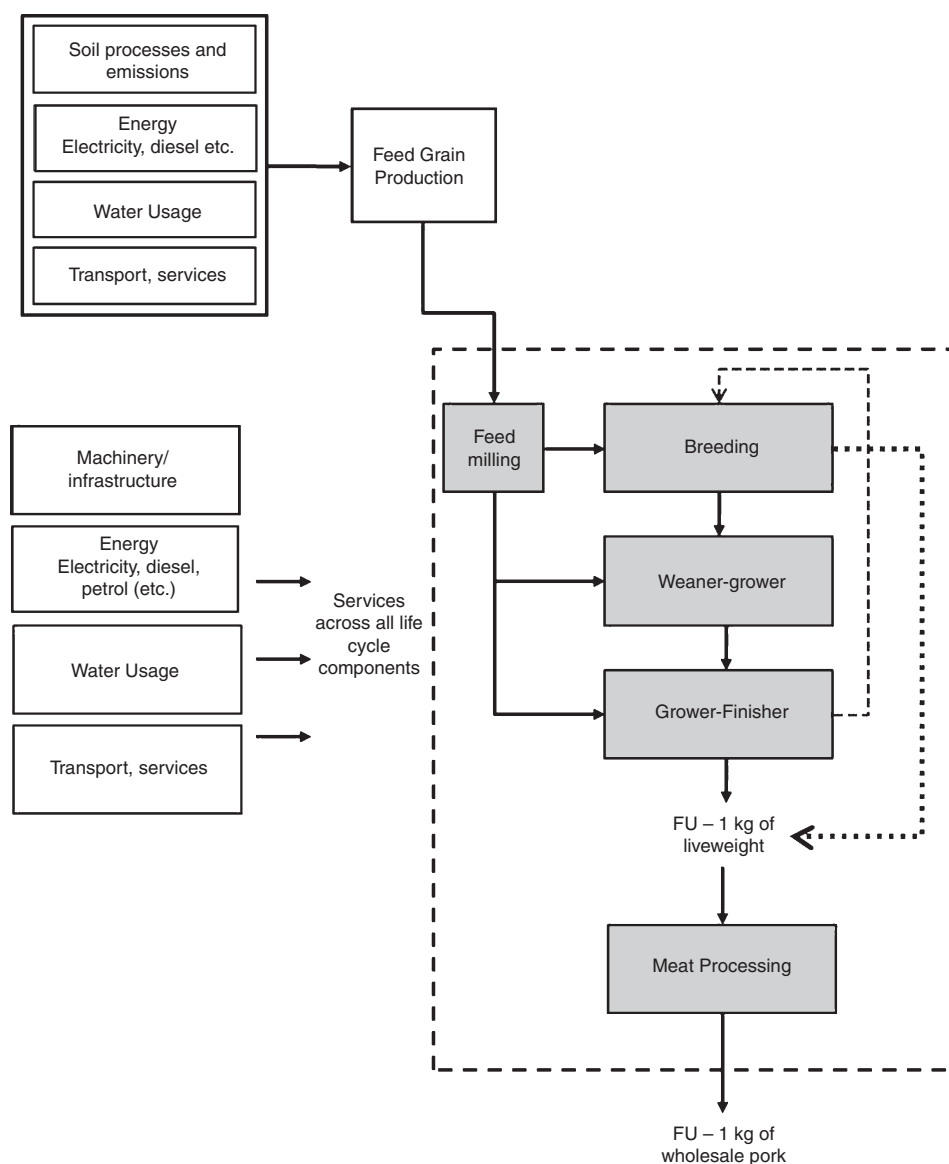 Soil processes and
emissions
Energy
Electricity, diesel etc.
Water Usage
Transport, services
Feed Grain
Production
Feed
milling
Breeding
Weaner-grower
Grower-Finisher
Machinery/
infrastructure
Energy
Electricity, diesel,
petrol (etc.)
Water Usage
Transport, services
Services
across all life
cycle
components
FU – 1 kg of
liveweight
Meat Processing
FU – 1 kg of
wholesale pork